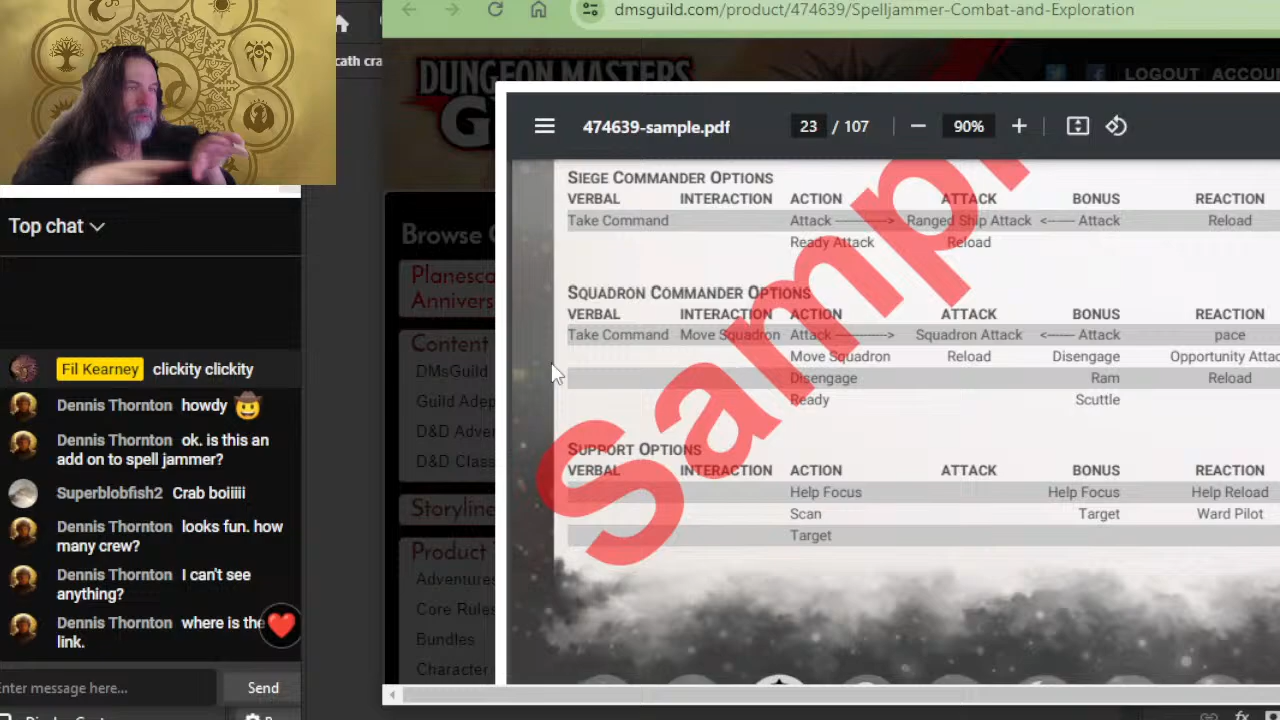 dmsguild.com/product/474639/Spelljammer-Combat-and-Exploration
cath cra
DUNGEON MASTERS
G
LOGOUT ACCOU
474639-sample.pdf 23 / 107 90%
Browse
Planesca
Annivers
Content
DMsGuild
Guild Adep
D&D Adve
D&D Class
Storyline
Product
Adventures
Core Rules
Bundles
Character
SIEGE COMMANDER OPTIONS
VERBAL INTERACTION ACTION ATTACK BONUS REACTION
Take Command Attack ------------> Ranged Ship Attack <------ Attack Reload
Ready Attack Reload
SQUADRON COMMANDER OPTIONS
VERBAL INTERACTION ACTION ATTACK BONUS REACTION
Take Command Move Squadron Attack ------------> Squadron Attack <------ Attack pace
Move Squadron Reload Disengage Opportunity Attac
Disengage Ram Reload
Ready Scuttle
SUPPORT OPTIONS
VERBAL INTERACTION ACTION ATTACK BONUS REACTION
Help Focus Help Focus Help Reload
Scan Target Ward Pilot
Target
Sampl
Top chat
Fil Kearney clickity clickity
Dennis Thornton howdy 🤠
Dennis Thornton ok. is this an
add on to spell jammer?
Superblobfish2 Crab boiiiii
Dennis Thornton looks fun. how
many crew?
Dennis Thornton I can't see
anything?
Dennis Thornton where is the
link.
Enter message here...
Send